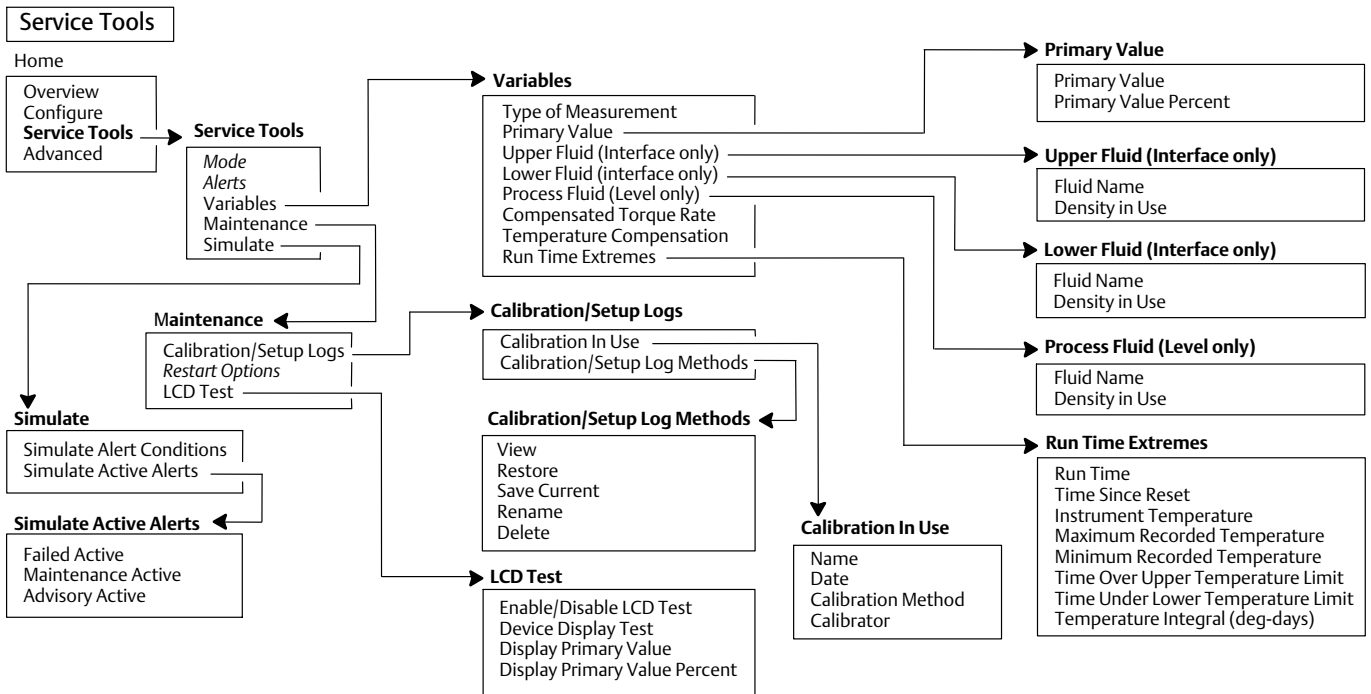 Service Tools
Home
Overview
Configure
Service Tools
Advanced
Service Tools
Mode
Alerts
Variables
Maintenance
Simulate
Variables
Type of Measurement
Primary Value
Upper Fluid (Interface only)
Lower Fluid (interface only)
Process Fluid (Level only)
Compensated Torque Rate
Temperature Compensation
Run Time Extremes
Primary Value
Primary Value
Primary Value Percent
Upper Fluid (Interface only)
Fluid Name
Density in Use
Lower Fluid (Interface only)
Fluid Name
Density in Use
Process Fluid (Level only)
Fluid Name
Density in Use
Run Time Extremes
Run Time
Time Since Reset
Instrument Temperature
Maximum Recorded Temperature
Minimum Recorded Temperature
Time Over Upper Temperature Limit
Time Under Lower Temperature Limit
Temperature Integral (deg-days)
Maintenance
Calibration/Setup Logs
Restart Options
LCD Test
Calibration/Setup Logs
Calibration In Use
Calibration/Setup Log Methods
Calibration/Setup Log Methods
View
Restore
Save Current
Rename
Delete
Calibration In Use
Name
Date
Calibration Method
Calibrator
LCD Test
Enable/Disable LCD Test
Device Display Test
Display Primary Value
Display Primary Value Percent
Simulate
Simulate Alert Conditions
Simulate Active Alerts
Simulate Active Alerts
Failed Active
Maintenance Active
Advisory Active